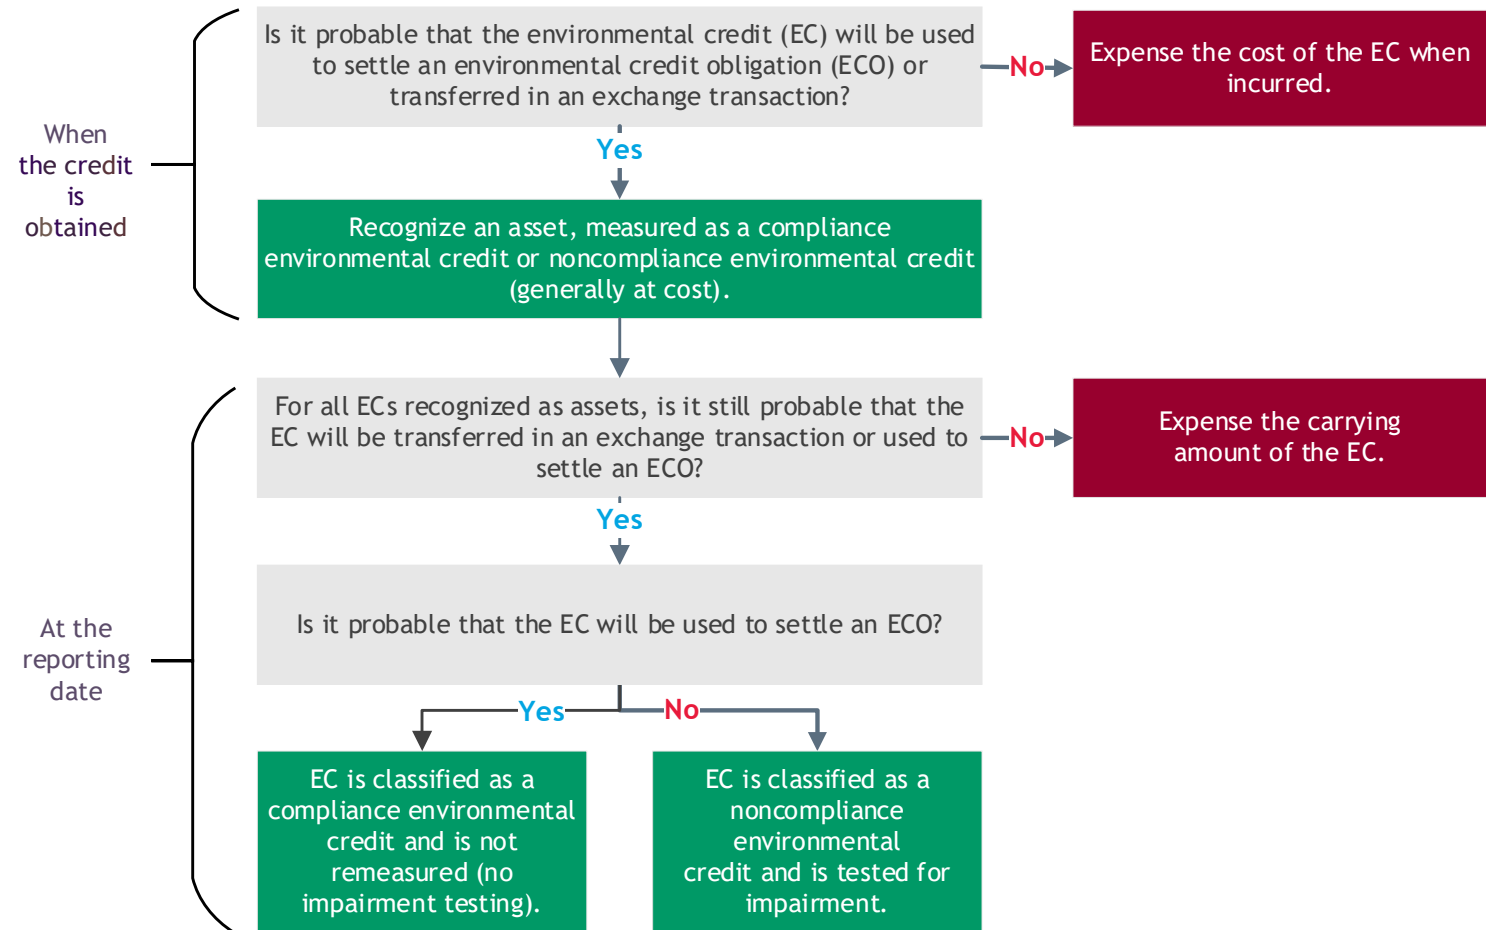 Is it probable that the environmental credit (EC) will be used
to settle an environmental credit obligation (ECO) or
transferred in an exchange transaction?
No
Expense the cost of the EC when
incurred.
When
the credit
is
obtained
Yes
Recognize an asset, measured as a compliance
environmental credit or noncompliance environmental credit
(generally at cost).
For all ECs recognized as assets, is it still probable that the
EC will be transferred in an exchange transaction or used to
settle an ECO?
No
Expense the carrying
amount of the EC.
Yes
At the
reporting
date
Is it probable that the EC will be used to settle an ECO?
Yes
No
EC is classified as a
compliance environmental
credit and is not
remeasured (no
impairment testing).
EC is classified as a
noncompliance
environmental
credit and is tested for
impairment.